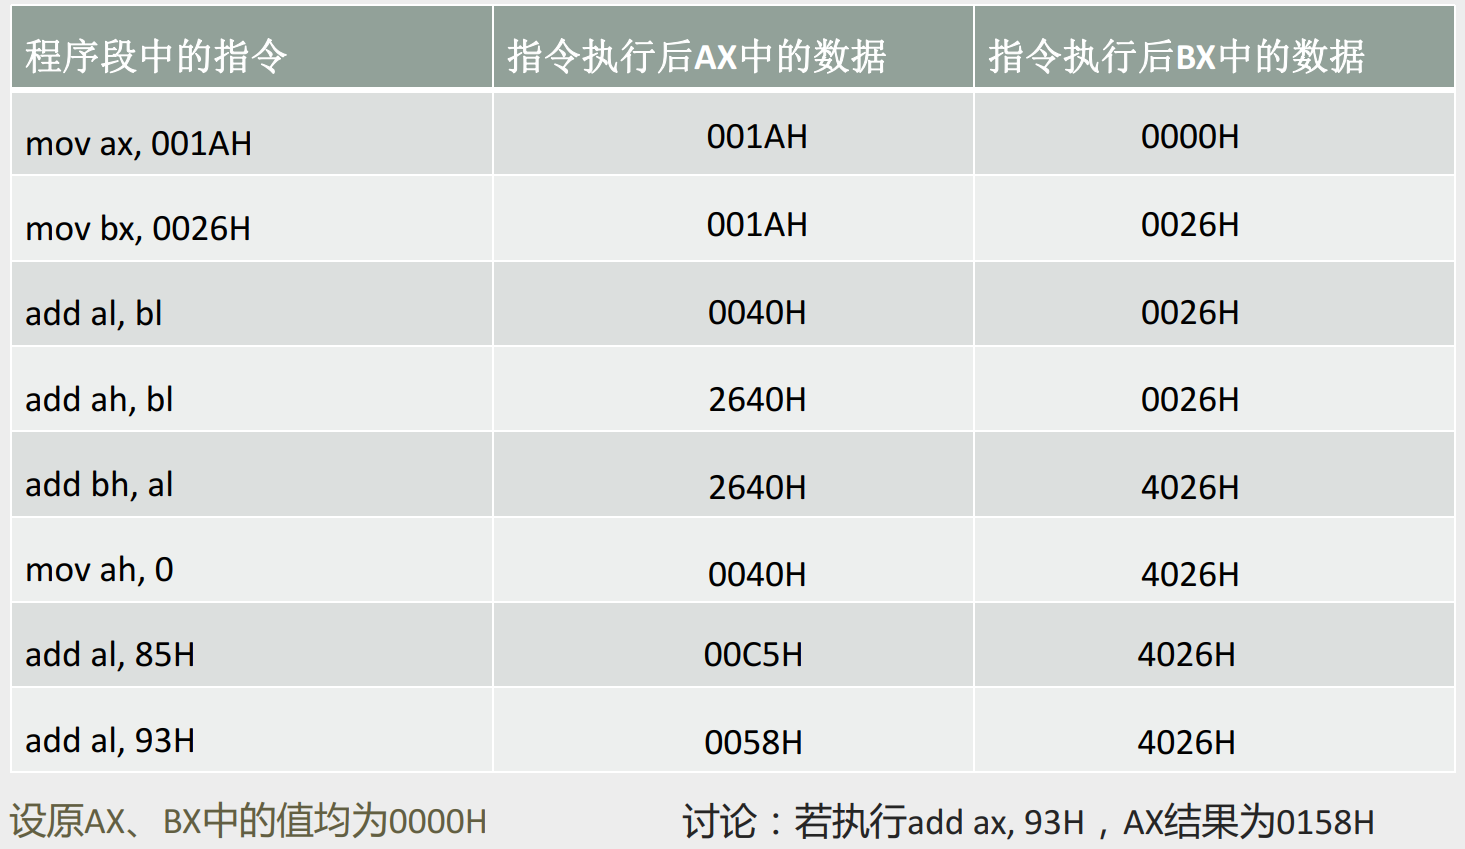 程序段中的指令 指令执行后AX中的数据 指令执行后BX中的数据
mov ax, 001AH 001AH 0000H
mov bx, 0026H 001AH 0026H
add al, bl 0040H 0026H
add ah, bl 2640H 0026H
add bh, al 2640H 4026H
mov ah, 0 0040H 4026H
add al, 85H 00C5H 4026H
add al, 93H 0058H 4026H
设原AX、BX中的值均为0000H 讨论：若执行add ax, 93H，AX结果为0158H